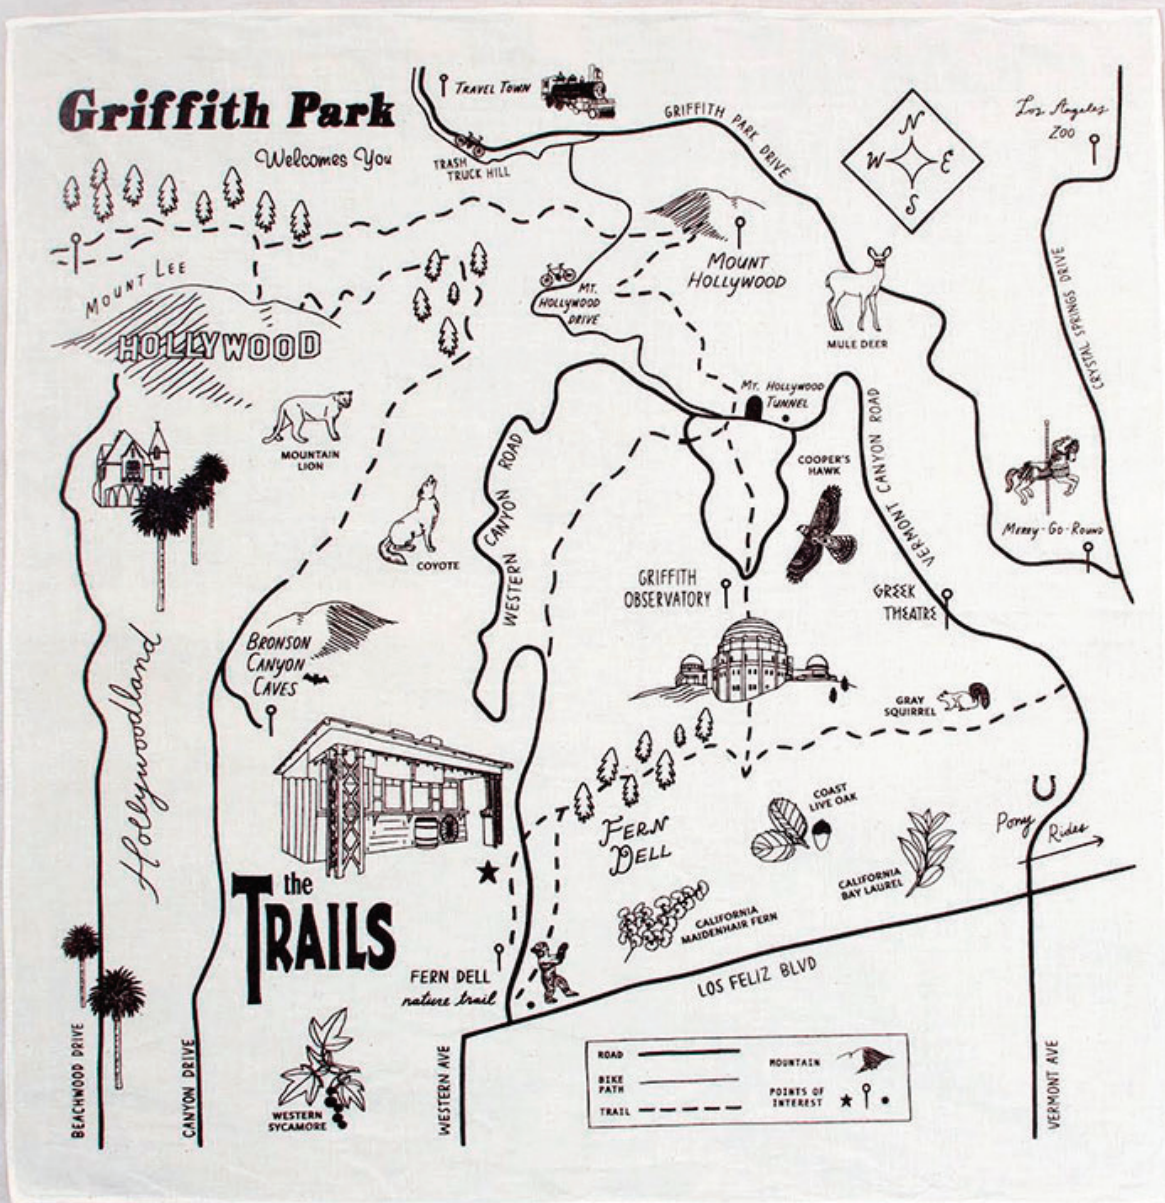 Griffith Park
Welcomes You
TRAVEL TOWN
TRASH
TRUCK HILL
GRIFFITH PARK DRIVE
N
W E
S
Los Angeles
ZOO
MOUNT LEE
HOLLYWOOD
MT.
HOLLYWOOD
DRIVE
MOUNT
HOLLYWOOD
MULE DEER
CRYSTAL SPRINGS DRIVE
MOUNTAIN
LION
MT. HOLLYWOOD
TUNNEL
COYOTE
WESTERN CANYON ROAD
COOPER'S
HAWK
VERMONT CANYON ROAD
MERRY-GO-ROUND
GRIFFITH
OBSERVATORY
GREEK
THEATRE
BRONSON
CANYON
CAVES
Hollywoodland
GRAY
SQUIRREL
COAST
LIVE OAK
FERN
DELL
Pony Rides
CALIFORNIA
BAY LAUREL
CALIFORNIA
MAIDENHAIR FERN
the
TRAILS
FERN DELL
nature trail
LOS FELIZ BLVD
BEACHWOOD DRIVE
CANYON DRIVE
WESTERN
SYCAMORE
WESTERN AVE
ROAD
BIKE
PATH
TRAIL
MOUNTAIN
POINTS OF
INTEREST
VERMONT AVE